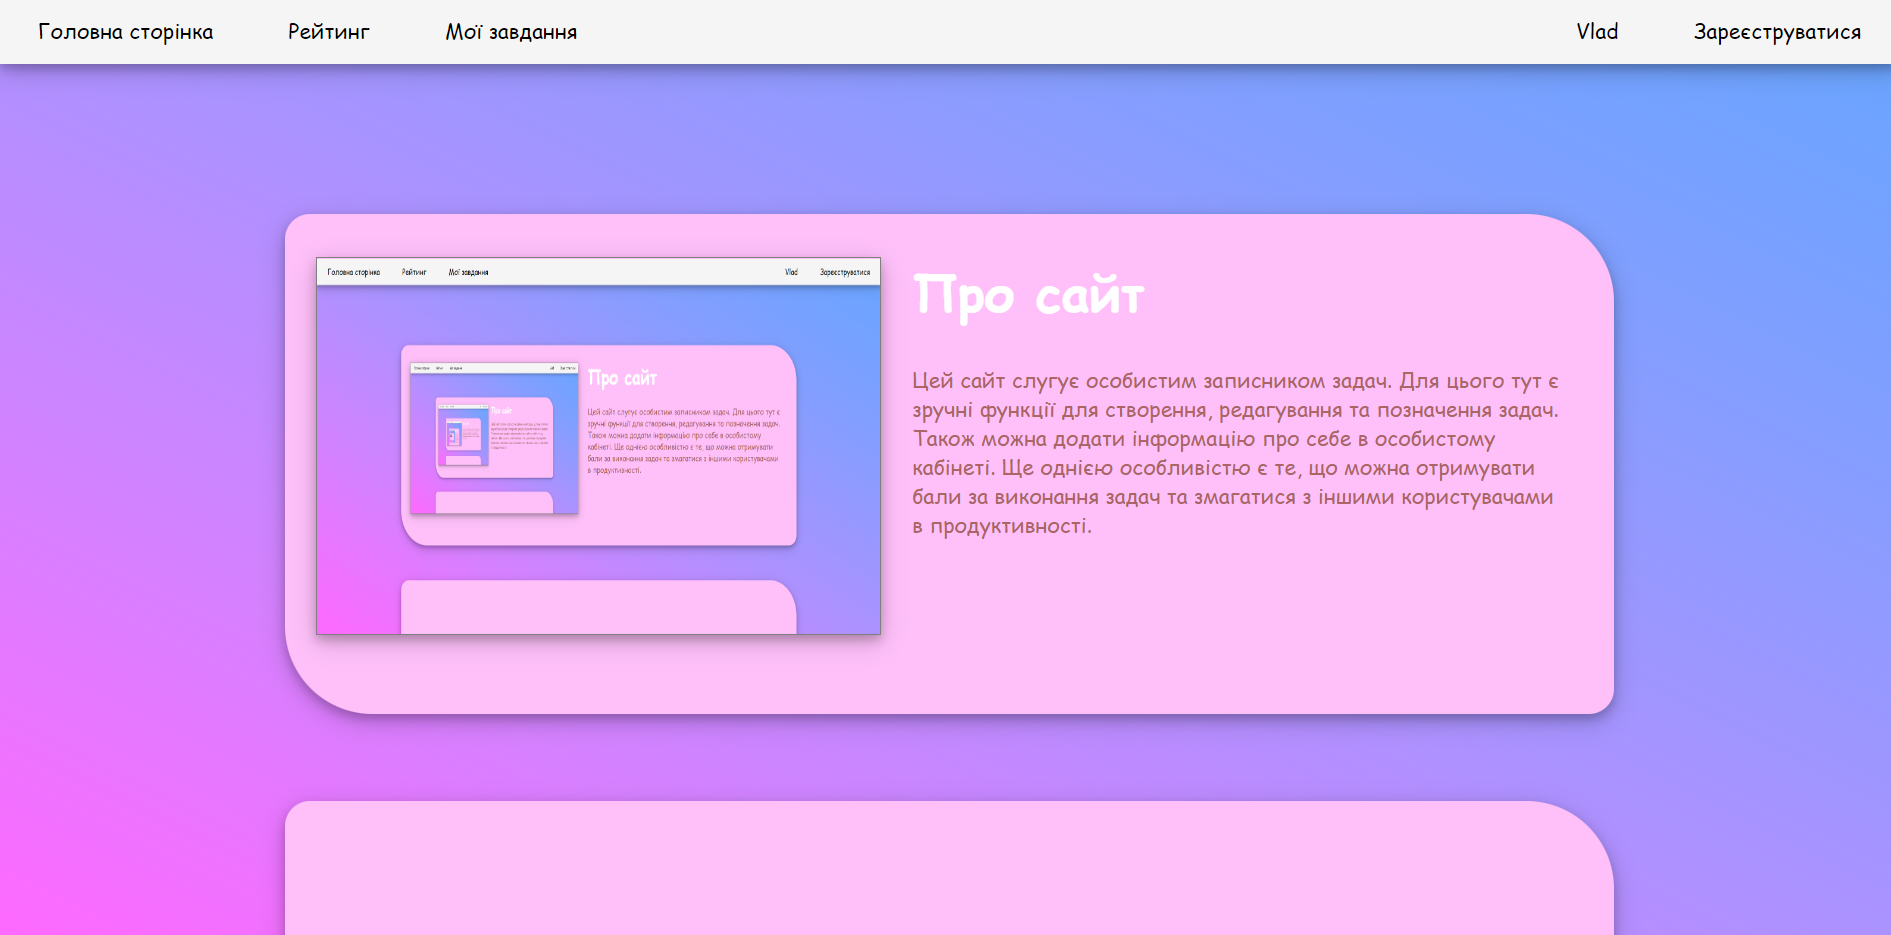 Головна сторінка Рейтинг Мої завдання Vlad Зареєструватися
Головна сторінка Рейтинг Мої завдання Vlad Зареєструватися
Про сайт
Цей сайт слугує особистим записником задач. Для цього тут є
зручні функції для створення, редагування та позначення задач.
Також можна додати інформацію про себе в особистому
кабінеті. Ще однією особливістю є те, що можна отримувати
бали за виконання задач та змагатися з іншими користувачами
в продуктивності.
Про сайт
Цей сайт слугує особистим записником задач. Для цього тут є
зручні функції для створення, редагування та позначення задач.
Також можна додати інформацію про себе в особистому
кабінеті. Ще однією особливістю є те, що можна отримувати
бали за виконання задач та змагатися з іншими користувачами
в продуктивності.